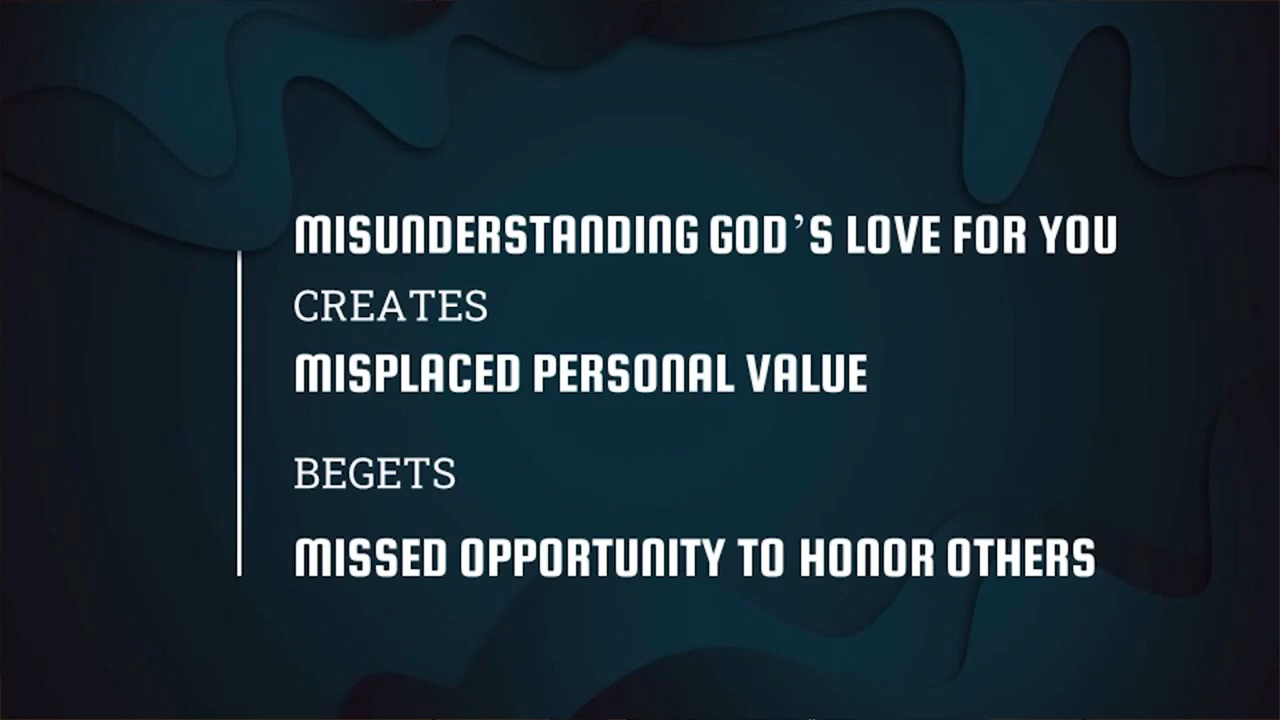 MISUNDERSTANDING GOD'S LOVE FOR YOU
CREATES
MISPLACED PERSONAL VALUE
BEGETS
MISSED OPPORTUNITY TO HONOR OTHERS